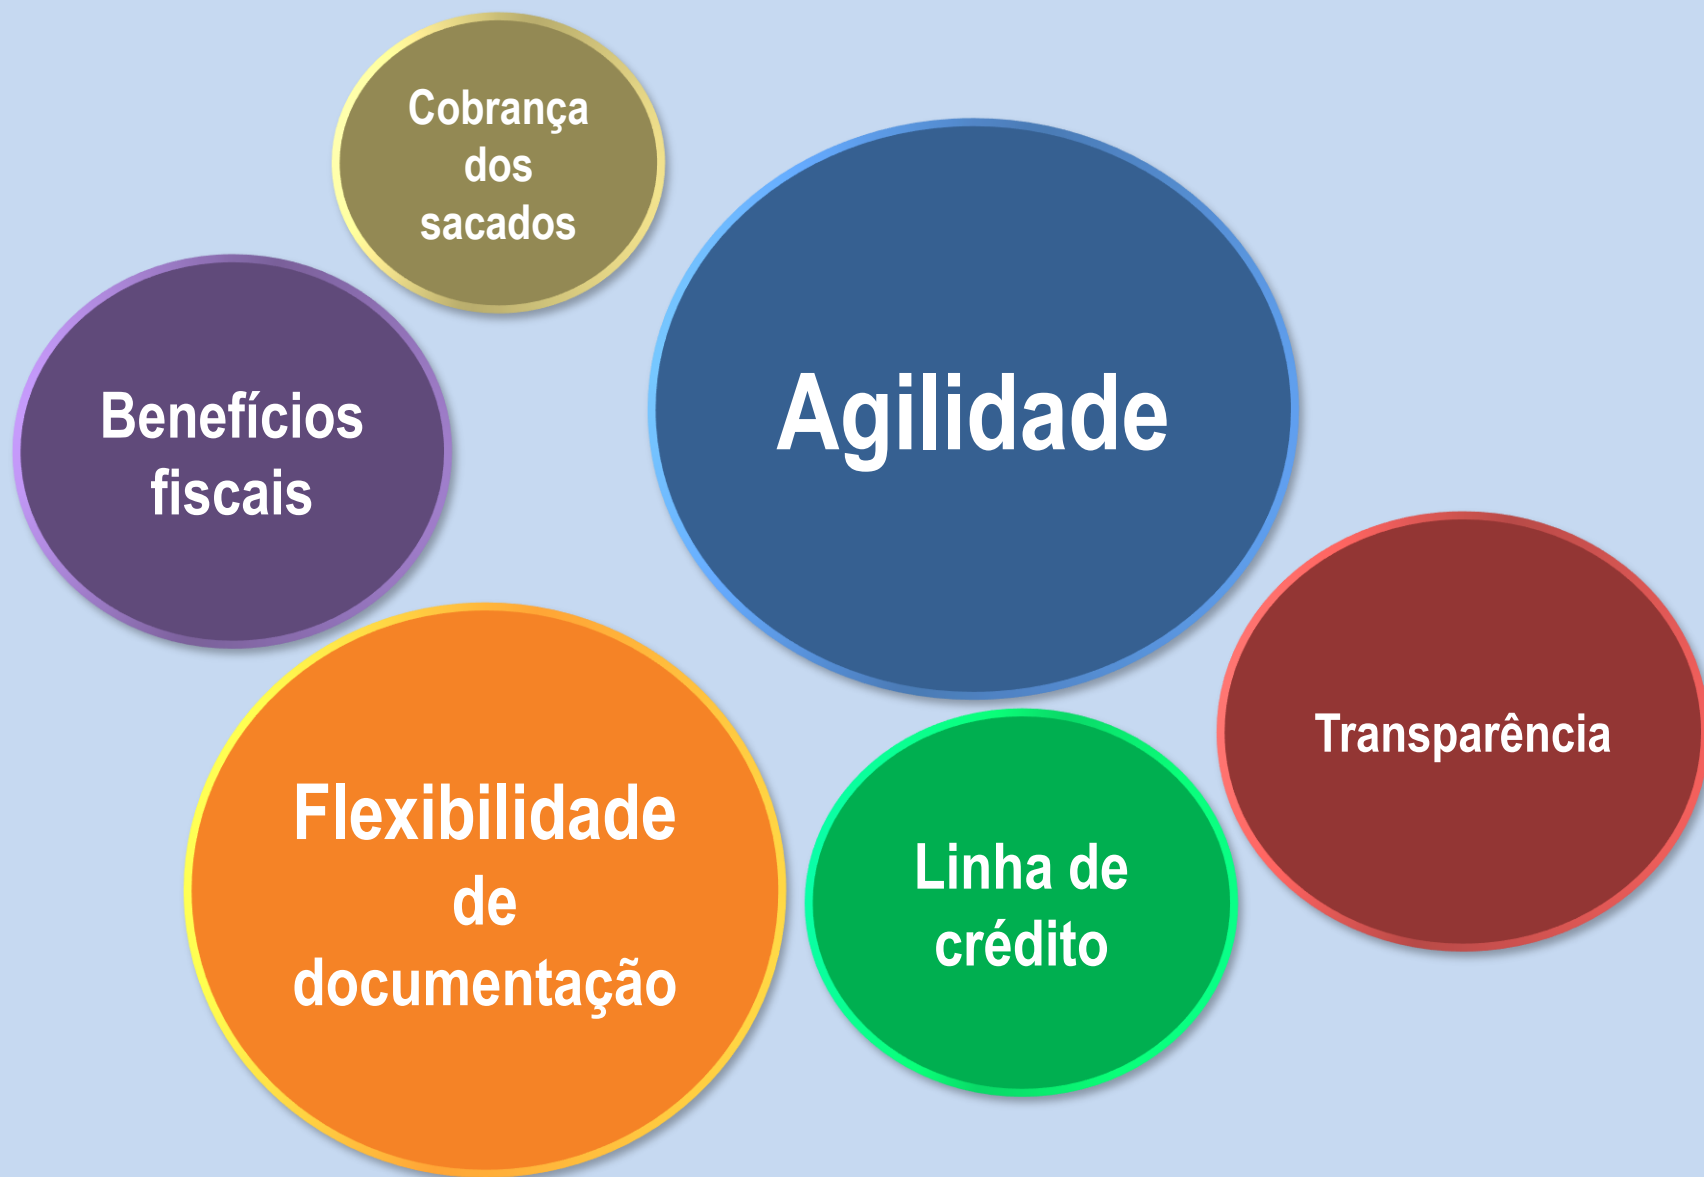 Cobrança
dos
sacados
Agilidade
Benefícios
fiscais
Transparência
Flexibilidade
de
documentação
Linha de
crédito